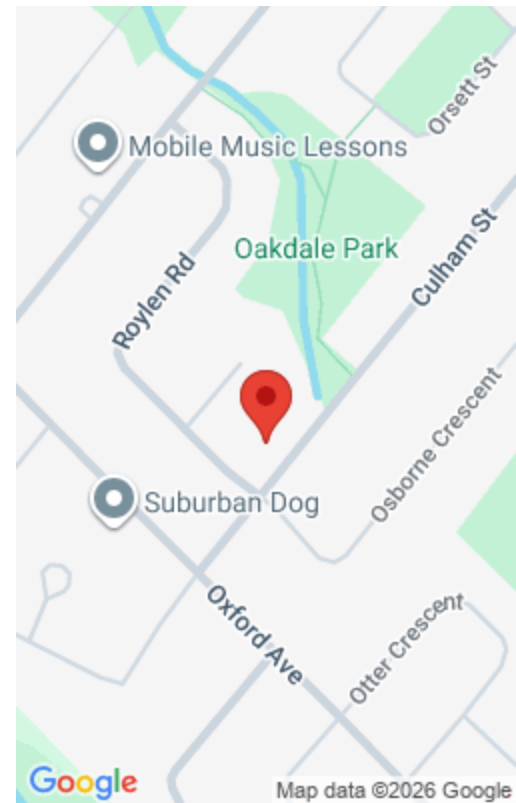 Orsett St
Mobile Music Lessons
Oakdale Park
Culham St
Roylen Rd
Osborne Crescent
Suburban Dog
Oxford Ave
Otter Crescent
Google
Map data ©2026 Google